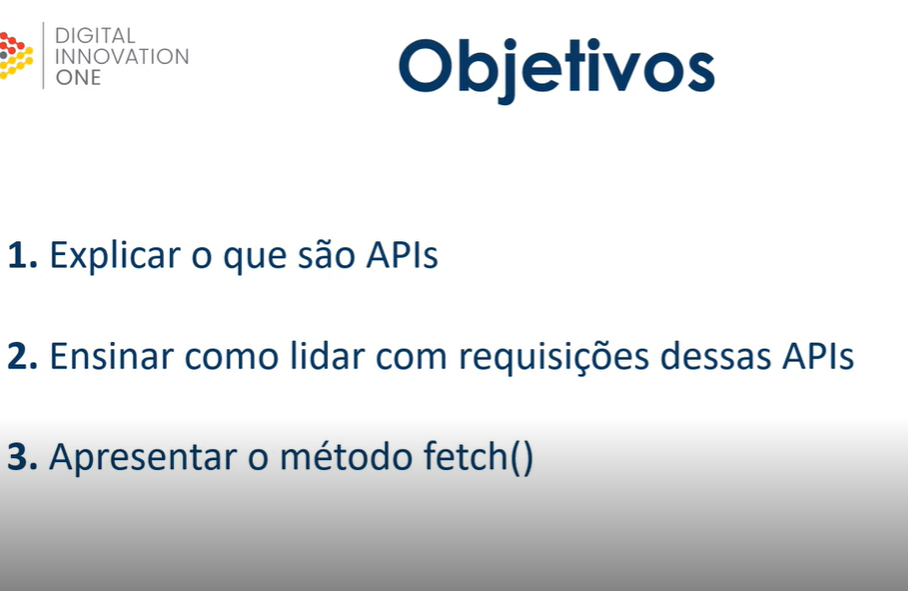 DIGITAL
INNOVATION
ONE
Objetivos
1. Explicar o que são APIs
2. Ensinar como lidar com requisições dessas APIs
3. Apresentar o método fetch()